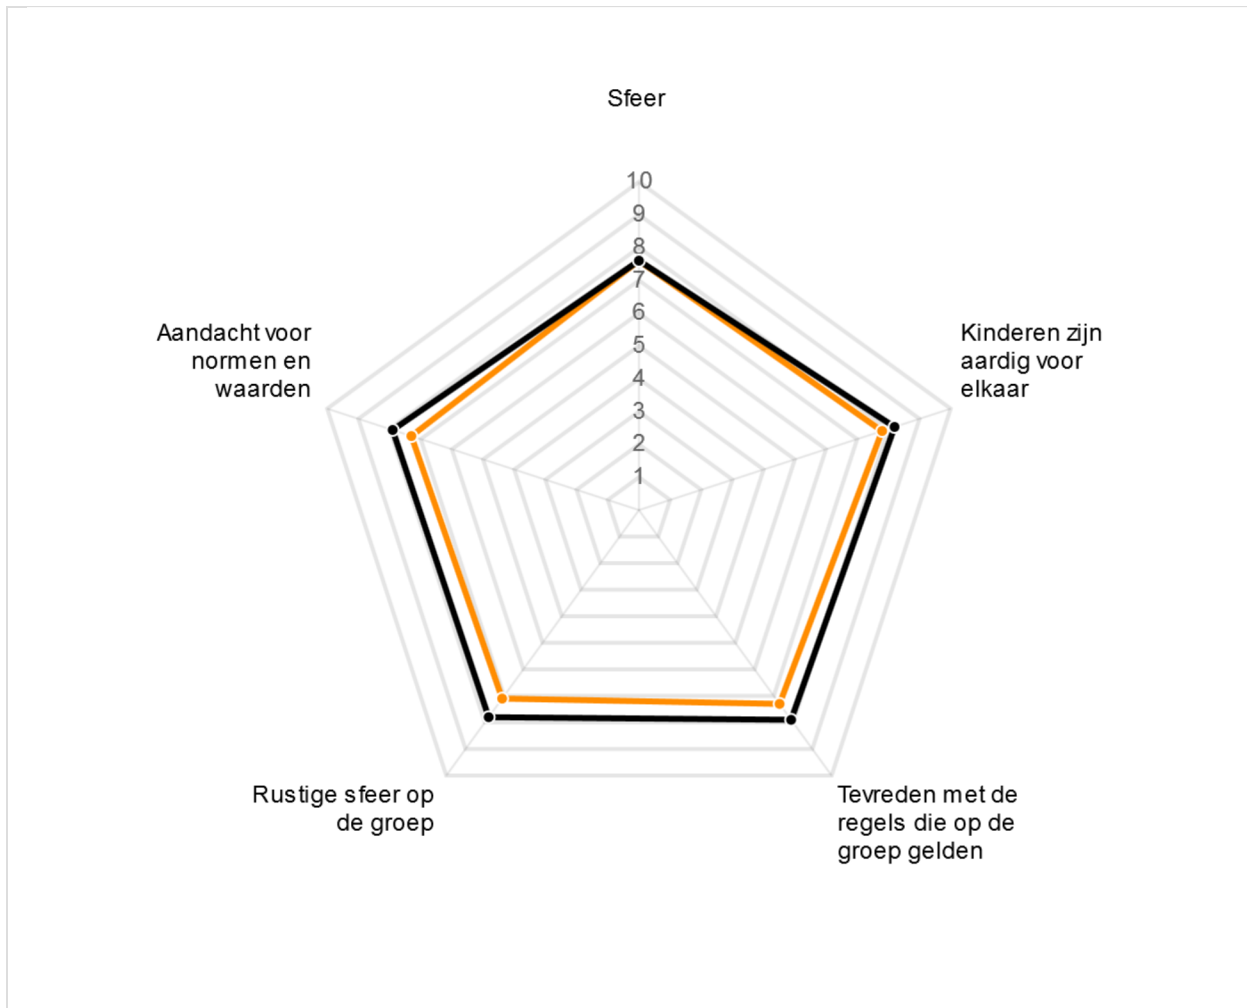 Sfeer
10
9
8
7
6
5
4
3
2
1
Kinderen zijn
aardig voor
elkaar
Tevreden met de
regels die op de
groep gelden
Rustige sfeer op
de groep
Aandacht voor
normen en
waarden